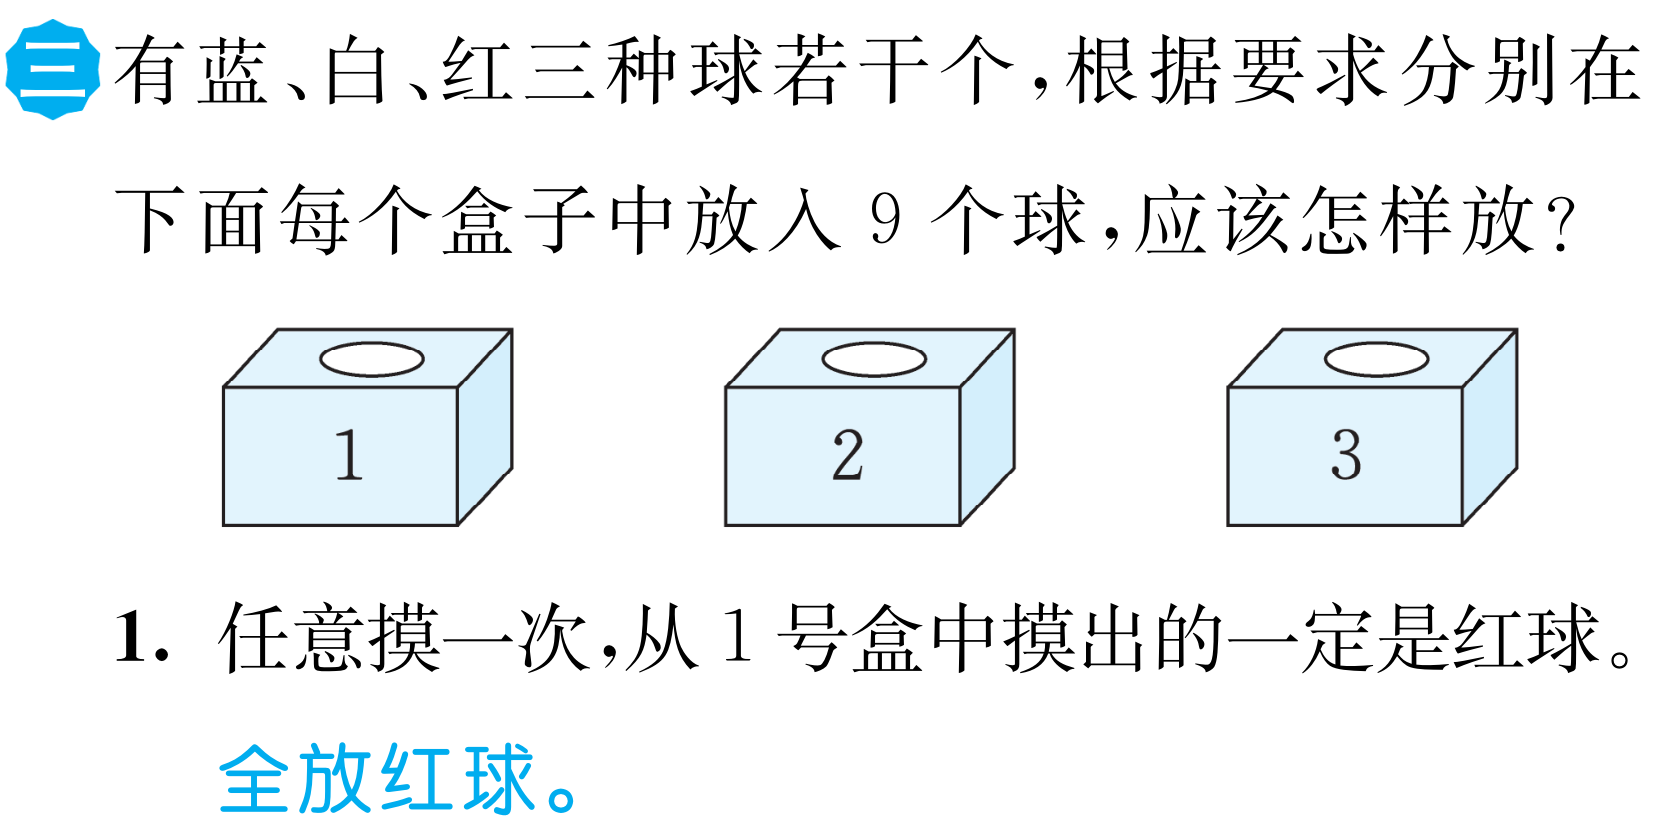 三 有蓝、白、红三种球若干个,根据要求分别在
下面每个盒子中放入 9 个球,应该怎样放?
1 2 3
1. 任意摸一次,从 1 号盒中摸出的一定是红球。
全放红球。